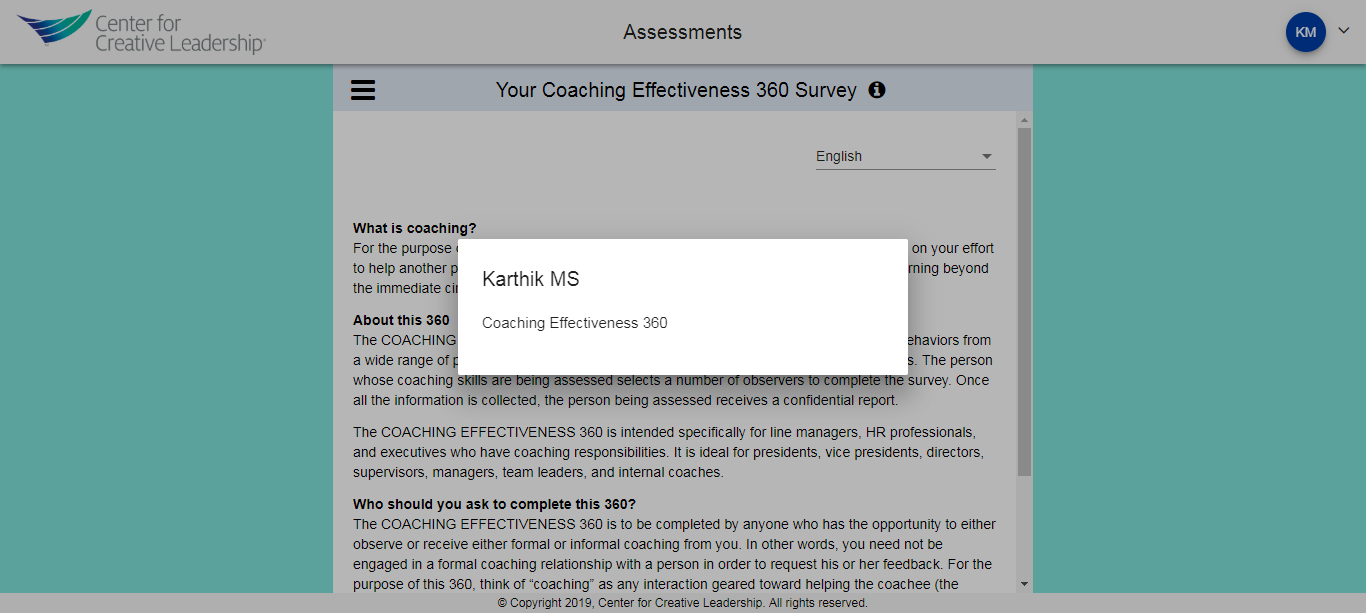 Center for
Creative Leadership®
Assessments
KM
Your Coaching Effectiveness 360 Survey
English
What is coaching?
For the purpose on your effort
to help another rning beyond
the immediate
Karthik MS
Coaching Effectiveness 360
About this 360
The COACHING ehaviors from
a wide range of s. The person
whose coaching skills are being assessed selects a number of observers to complete the survey. Once
all the information is collected, the person being assessed receives a confidential report.
The COACHING EFFECTIVENESS 360 is intended specifically for line managers, HR professionals,
and executives who have coaching responsibilities. It is ideal for presidents, vice presidents, directors,
supervisors, managers, team leaders, and internal coaches.
Who should you ask to complete this 360?
The COACHING EFFECTIVENESS 360 is to be completed by anyone who has the opportunity to either
observe or receive either formal or informal coaching from you. In other words, you need not be
engaged in a formal coaching relationship with a person in order to request his or her feedback. For the
purpose of this 360, think of “coaching” as any interaction geared toward helping the coachee (the
© Copyright 2019, Center for Creative Leadership. All rights reserved.